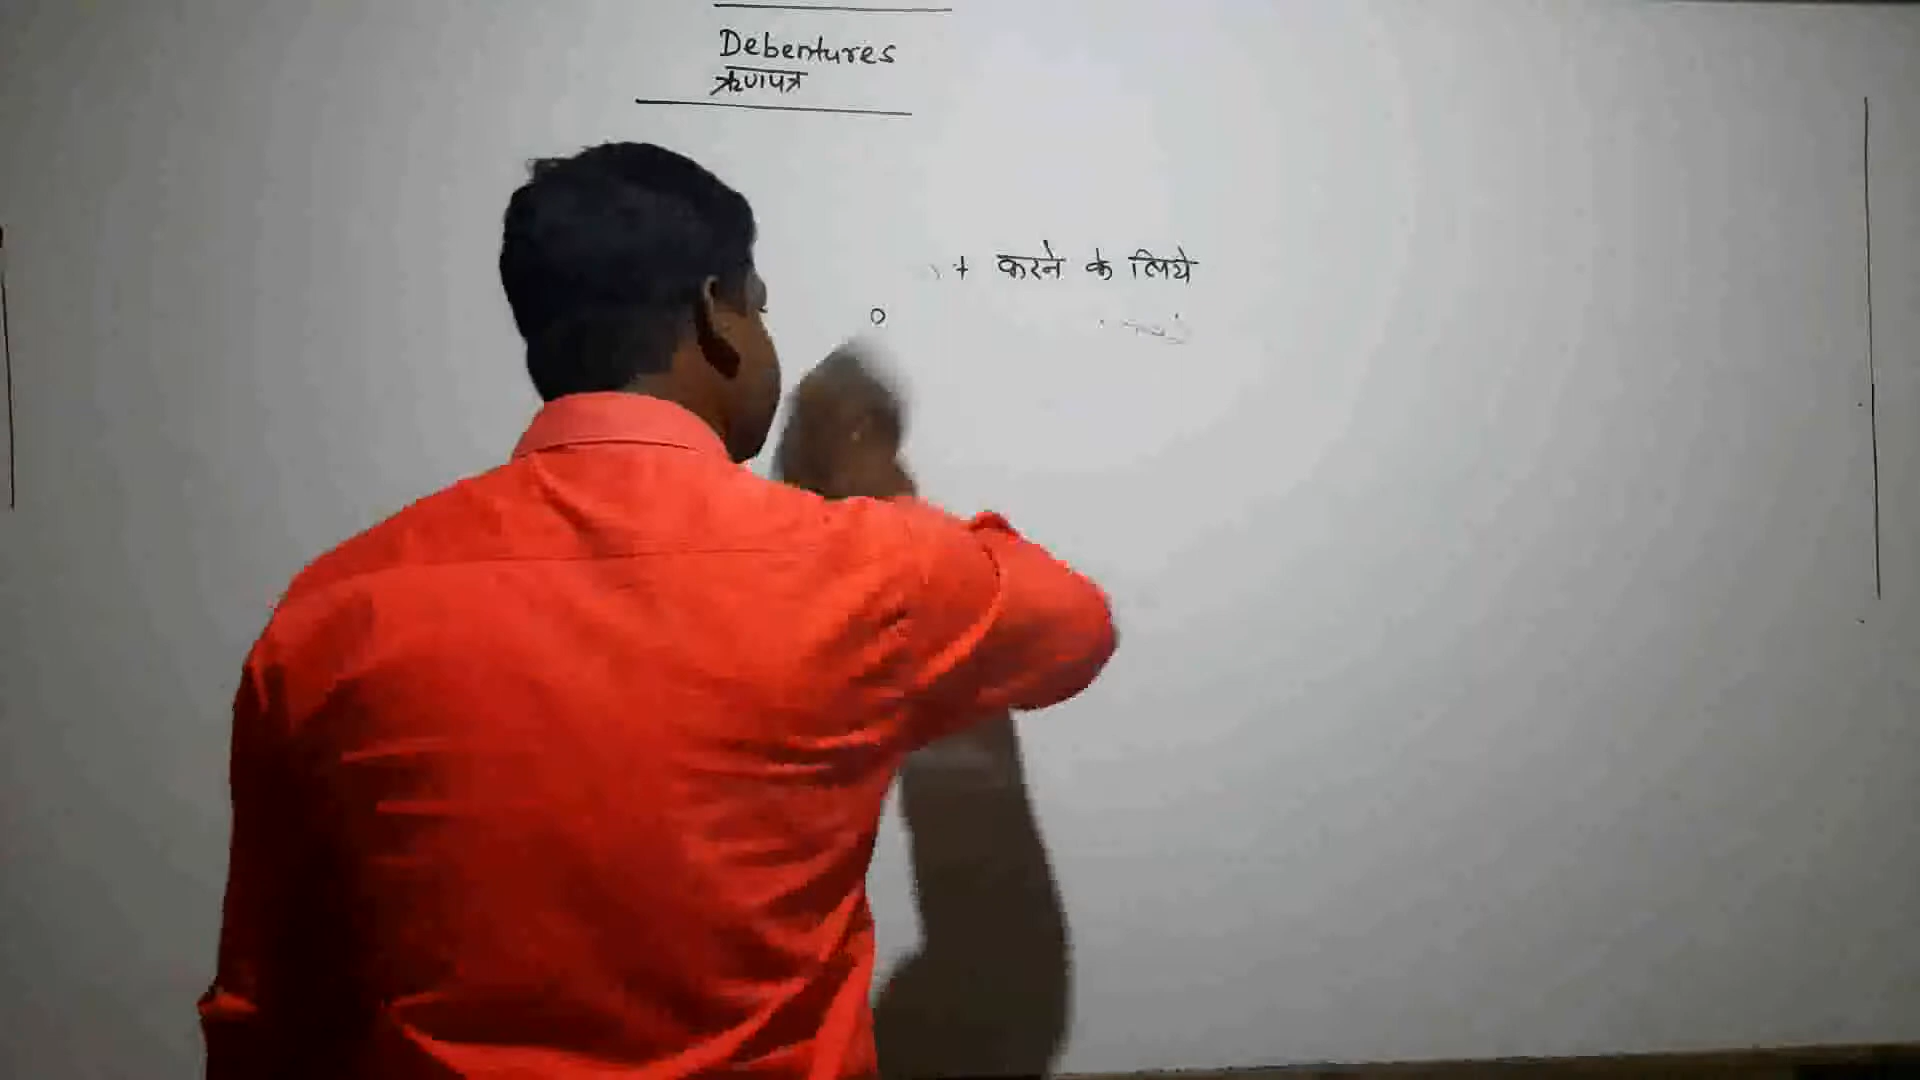 Debentures
ऋणपत्र
+ करने के लिये